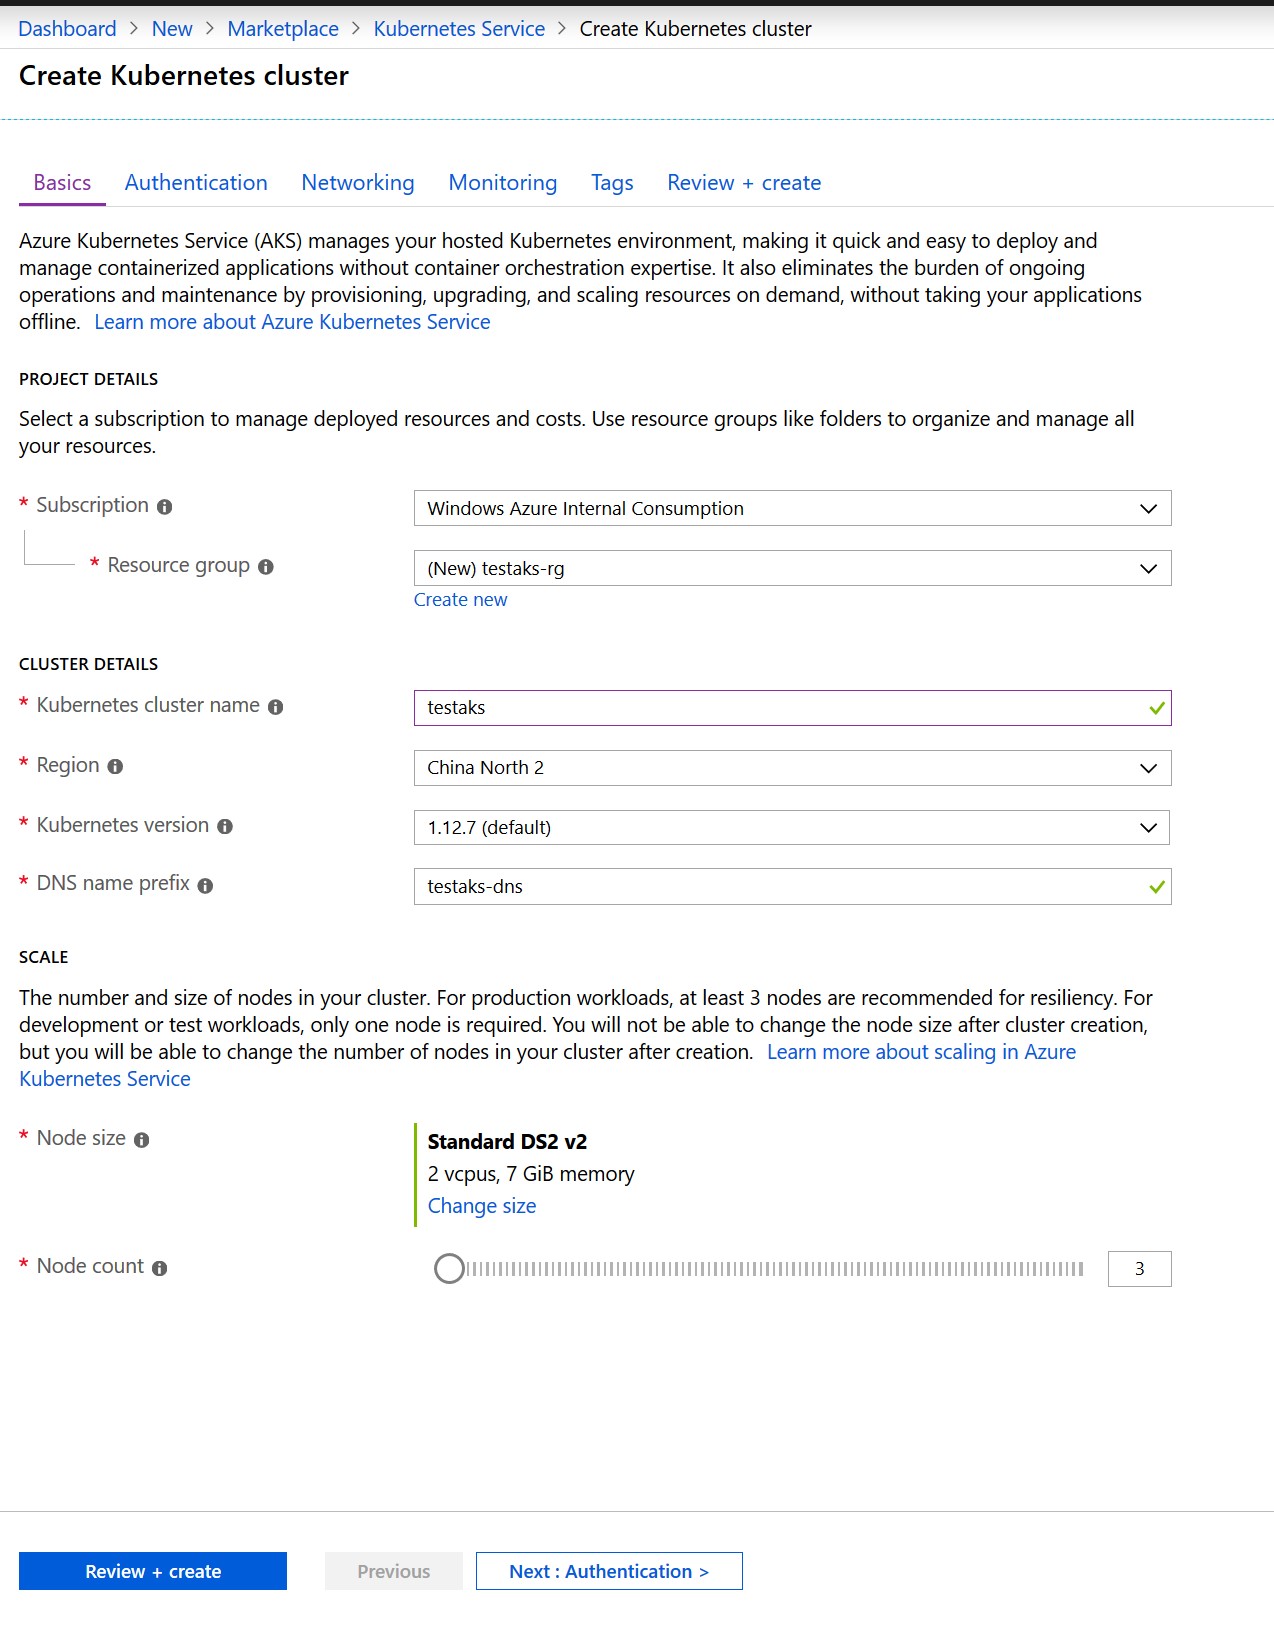 Dashboard > New > Marketplace > Kubernetes Service > Create Kubernetes cluster
Create Kubernetes cluster
Basics Authentication Networking Monitoring Tags Review + create
Azure Kubernetes Service (AKS) manages your hosted Kubernetes environment, making it quick and easy to deploy and
manage containerized applications without container orchestration expertise. It also eliminates the burden of ongoing
operations and maintenance by provisioning, upgrading, and scaling resources on demand, without taking your applications
offline. Learn more about Azure Kubernetes Service
PROJECT DETAILS
Select a subscription to manage deployed resources and costs. Use resource groups like folders to organize and manage all
your resources.
* Subscription Windows Azure Internal Consumption
* Resource group (New) testaks-rg
Create new
CLUSTER DETAILS
* Kubernetes cluster name testaks
* Region China North 2
* Kubernetes version 1.12.7 (default)
* DNS name prefix testaks-dns
SCALE
The number and size of nodes in your cluster. For production workloads, at least 3 nodes are recommended for resiliency. For
development or test workloads, only one node is required. You will not be able to change the node size after cluster creation,
but you will be able to change the number of nodes in your cluster after creation. Learn more about scaling in Azure
Kubernetes Service
* Node size Standard DS2 v2
2 vcpus, 7 GiB memory
Change size
* Node count 3
Review + create Previous Next : Authentication >